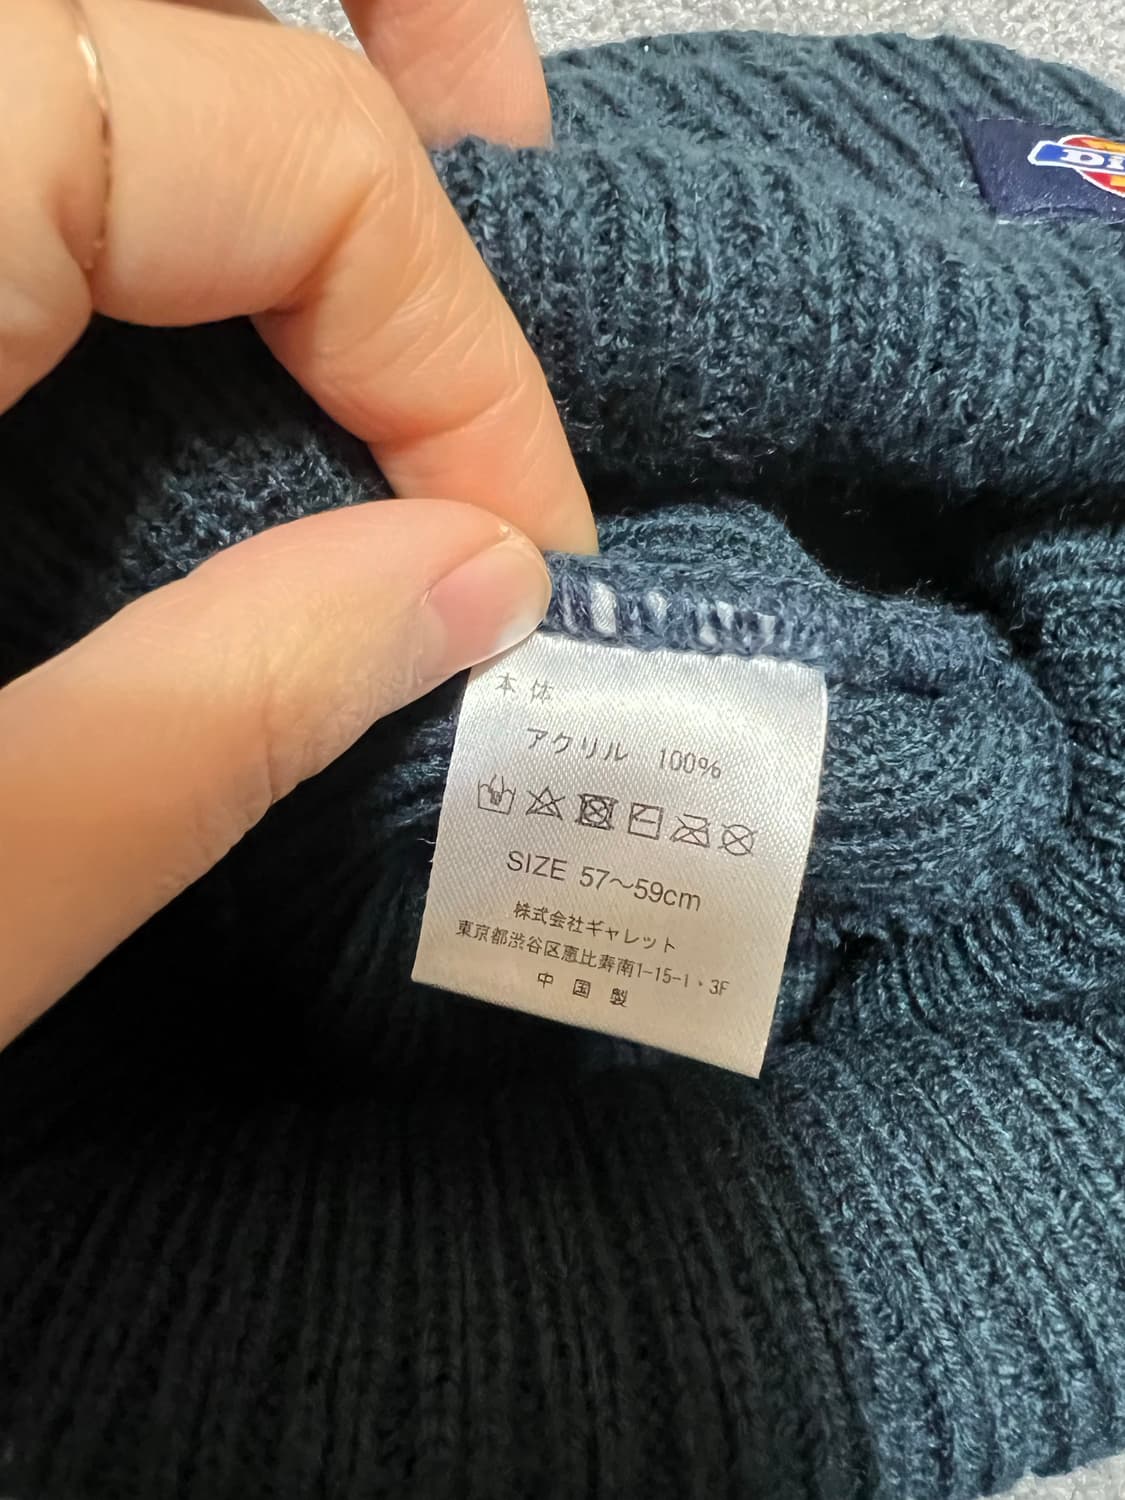 Di
本体
アクリル 100%
SIZE 57～59cm
株式会社ギャレット
東京都渋谷区恵比寿南1-15-1・3F
中国製